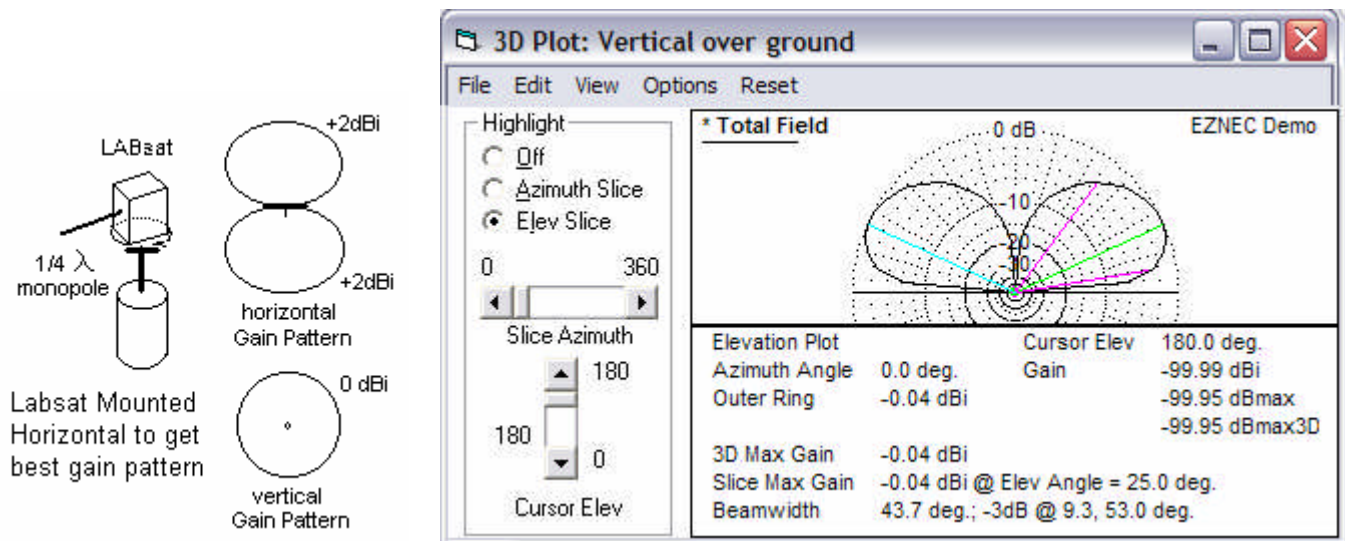 LABsat
1/4 λ
monopole
+2dBi
+2dBi
horizontal
Gain Pattern
0 dBi
vertical
Gain Pattern
Labsat Mounted
Horizontal to get
best gain pattern
3D Plot: Vertical over ground
File Edit View Options Reset
Highlight
Off
Azimuth Slice
Elev Slice
0 360
Slice Azimuth
180
180
0
Cursor Elev
* Total Field
0 dB
EZNEC Demo
-10
-20
-30
Elevation Plot Cursor Elev 180.0 deg.
Azimuth Angle 0.0 deg. Gain -99.99 dBi
Outer Ring -0.04 dBi -99.95 dBmax
-99.95 dBmax3D
3D Max Gain -0.04 dBi
Slice Max Gain -0.04 dBi @ Elev Angle = 25.0 deg.
Beamwidth 43.7 deg.; -3dB @ 9.3, 53.0 deg.